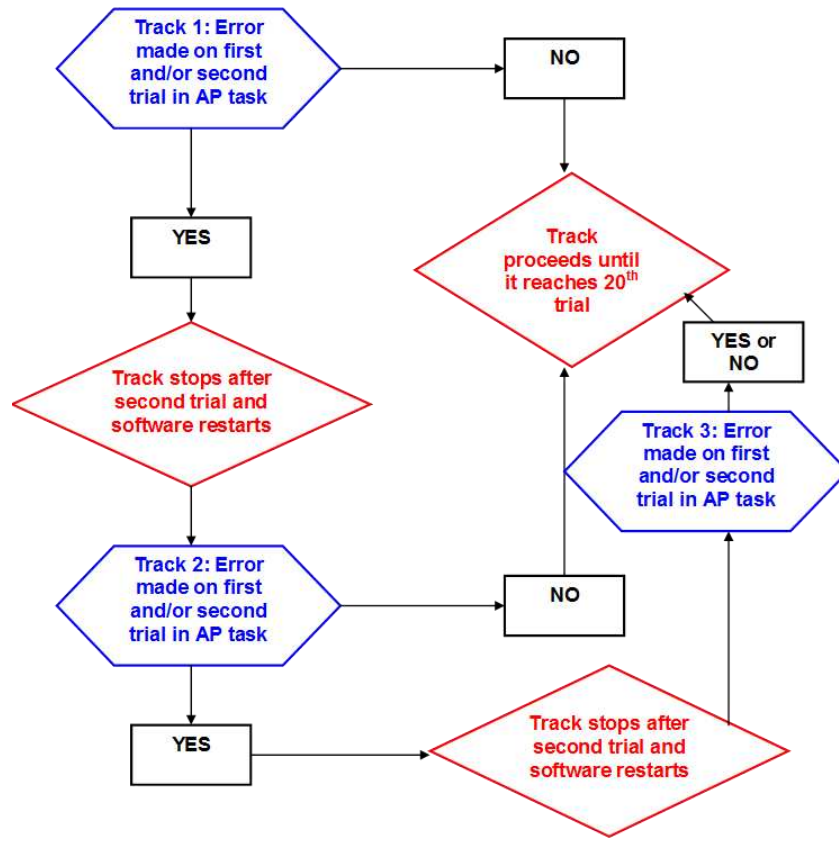 Track 1: Error
made on first
and/or second
trial in AP task
NO
YES
Track
proceeds until
it reaches 20th
trial
YES or
NO
Track stops after
second trial and
software restarts
Track 3: Error
made on first
and/or second
trial in AP task
Track 2: Error
made on first
and/or second
trial in AP task
NO
YES
Track stops after
second trial and
software restarts